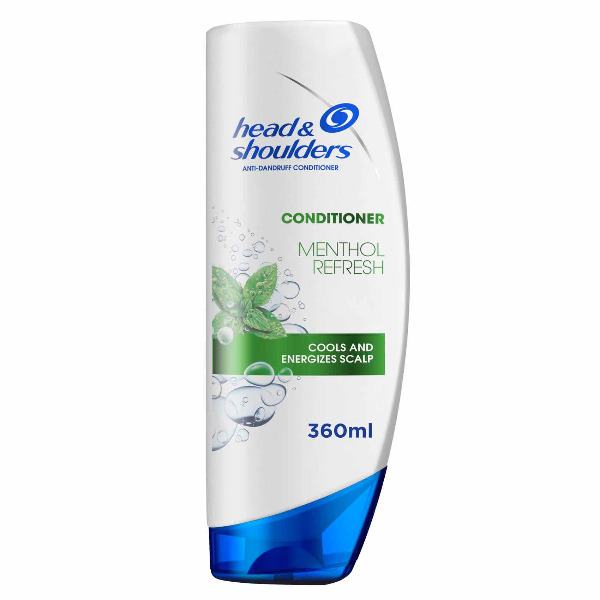 head &
shoulders
ANTI-DANDRUFF CONDITIONER
CONDITIONER
MENTHOL
REFRESH
COOLS AND
ENERGIZES SCALP
360ml